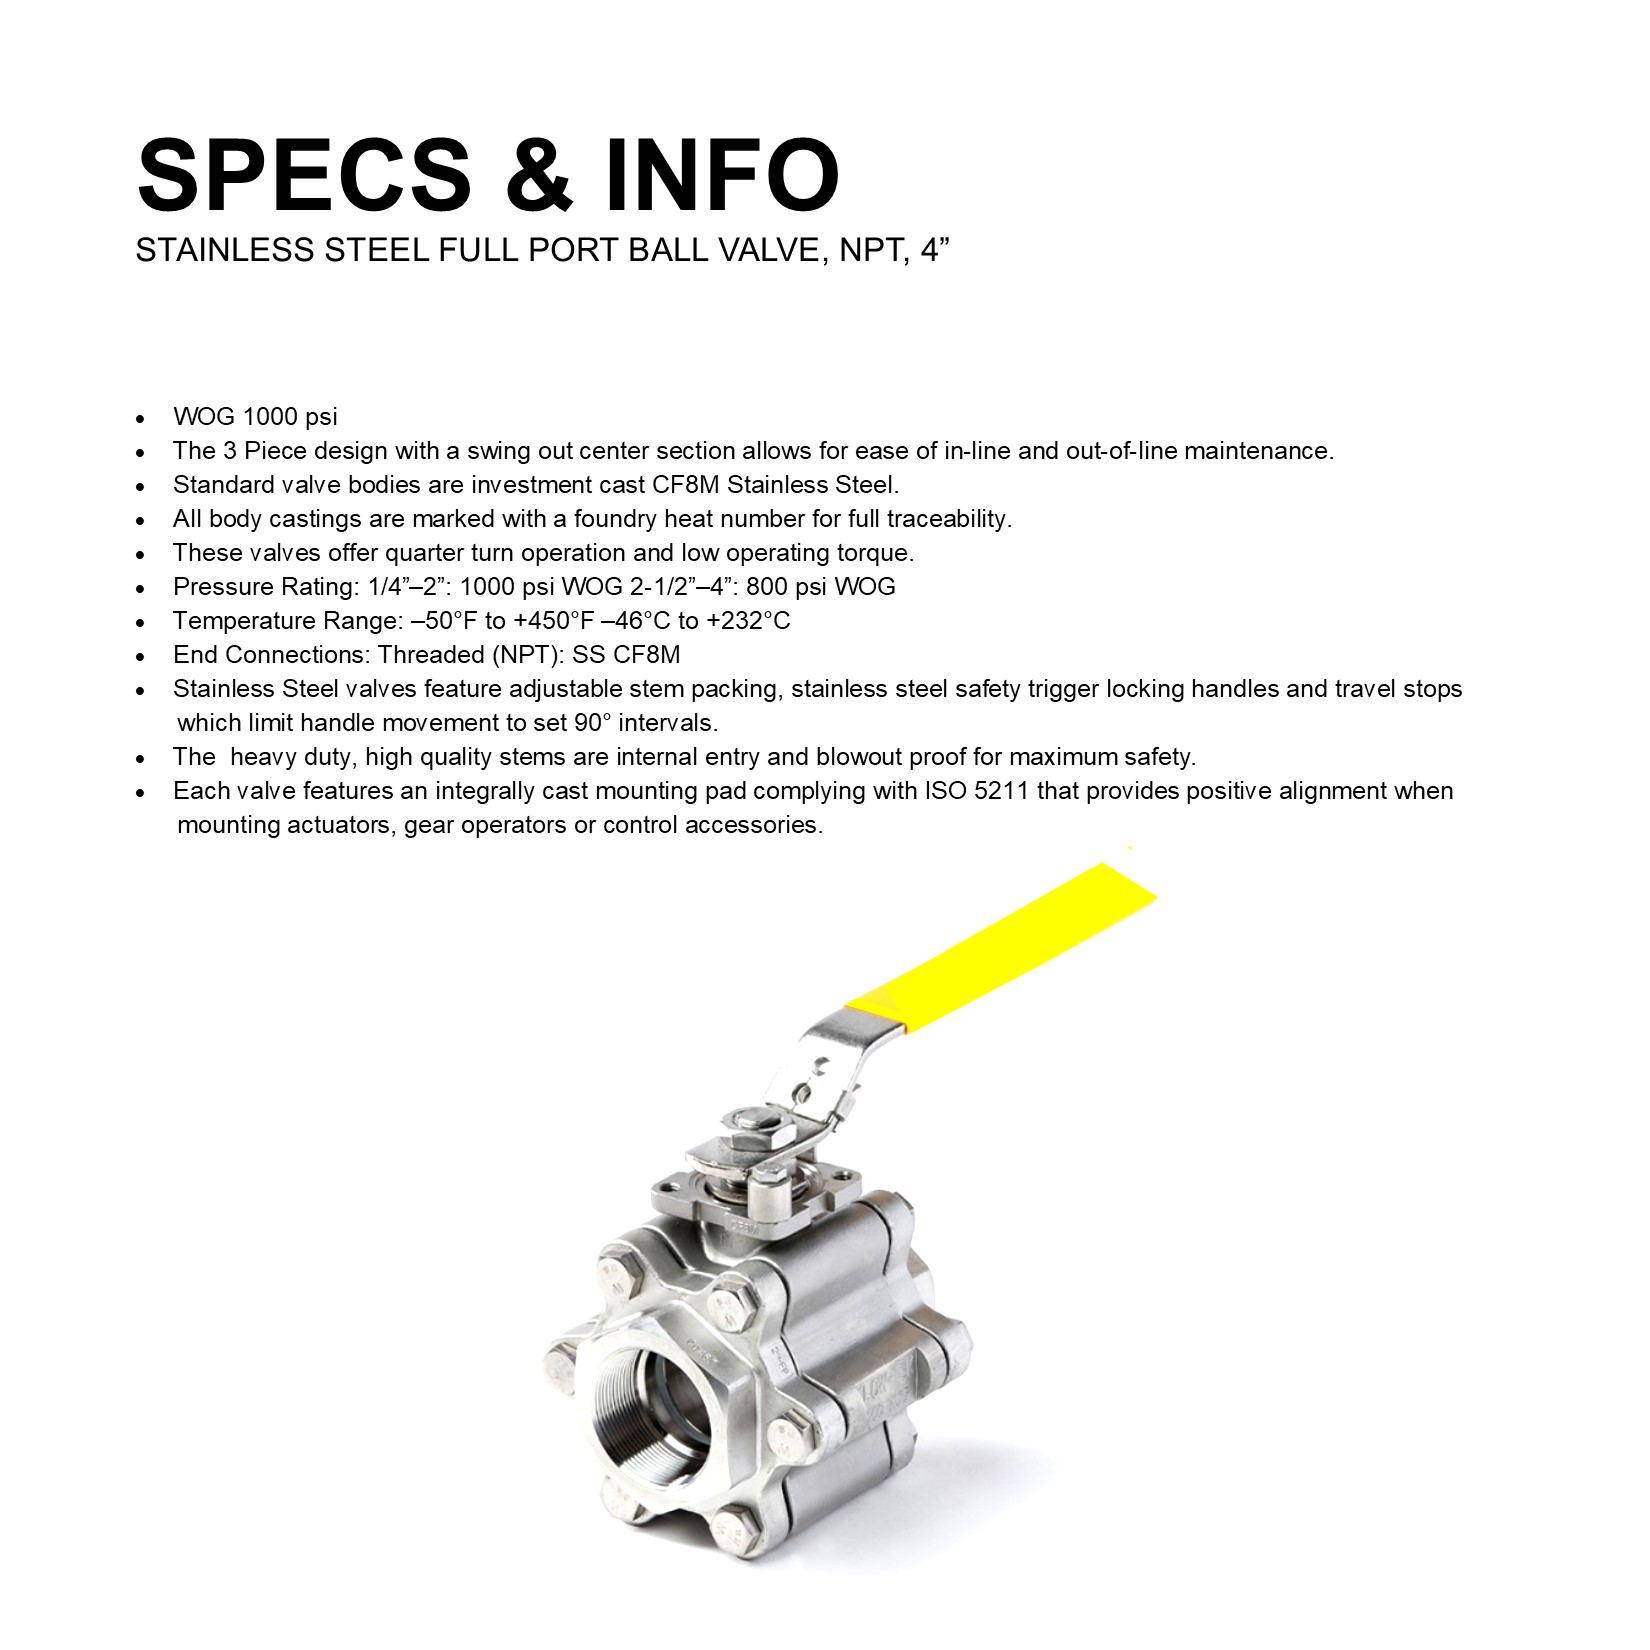 SPECS & INFO
STAINLESS STEEL FULL PORT BALL VALVE, NPT, 4”
• WOG 1000 psi
• The 3 Piece design with a swing out center section allows for ease of in-line and out-of-line maintenance.
• Standard valve bodies are investment cast CF8M Stainless Steel.
• All body castings are marked with a foundry heat number for full traceability.
• These valves offer quarter turn operation and low operating torque.
• Pressure Rating: 1/4”–2”: 1000 psi WOG 2-1/2”–4”: 800 psi WOG
• Temperature Range: –50°F to +450°F –46°C to +232°C
• End Connections: Threaded (NPT): SS CF8M
• Stainless Steel valves feature adjustable stem packing, stainless steel safety trigger locking handles and travel stops
which limit handle movement to set 90° intervals.
• The  heavy duty, high quality stems are internal entry and blowout proof for maximum safety.
• Each valve features an integrally cast mounting pad complying with ISO 5211 that provides positive alignment when
mounting actuators, gear operators or control accessories.